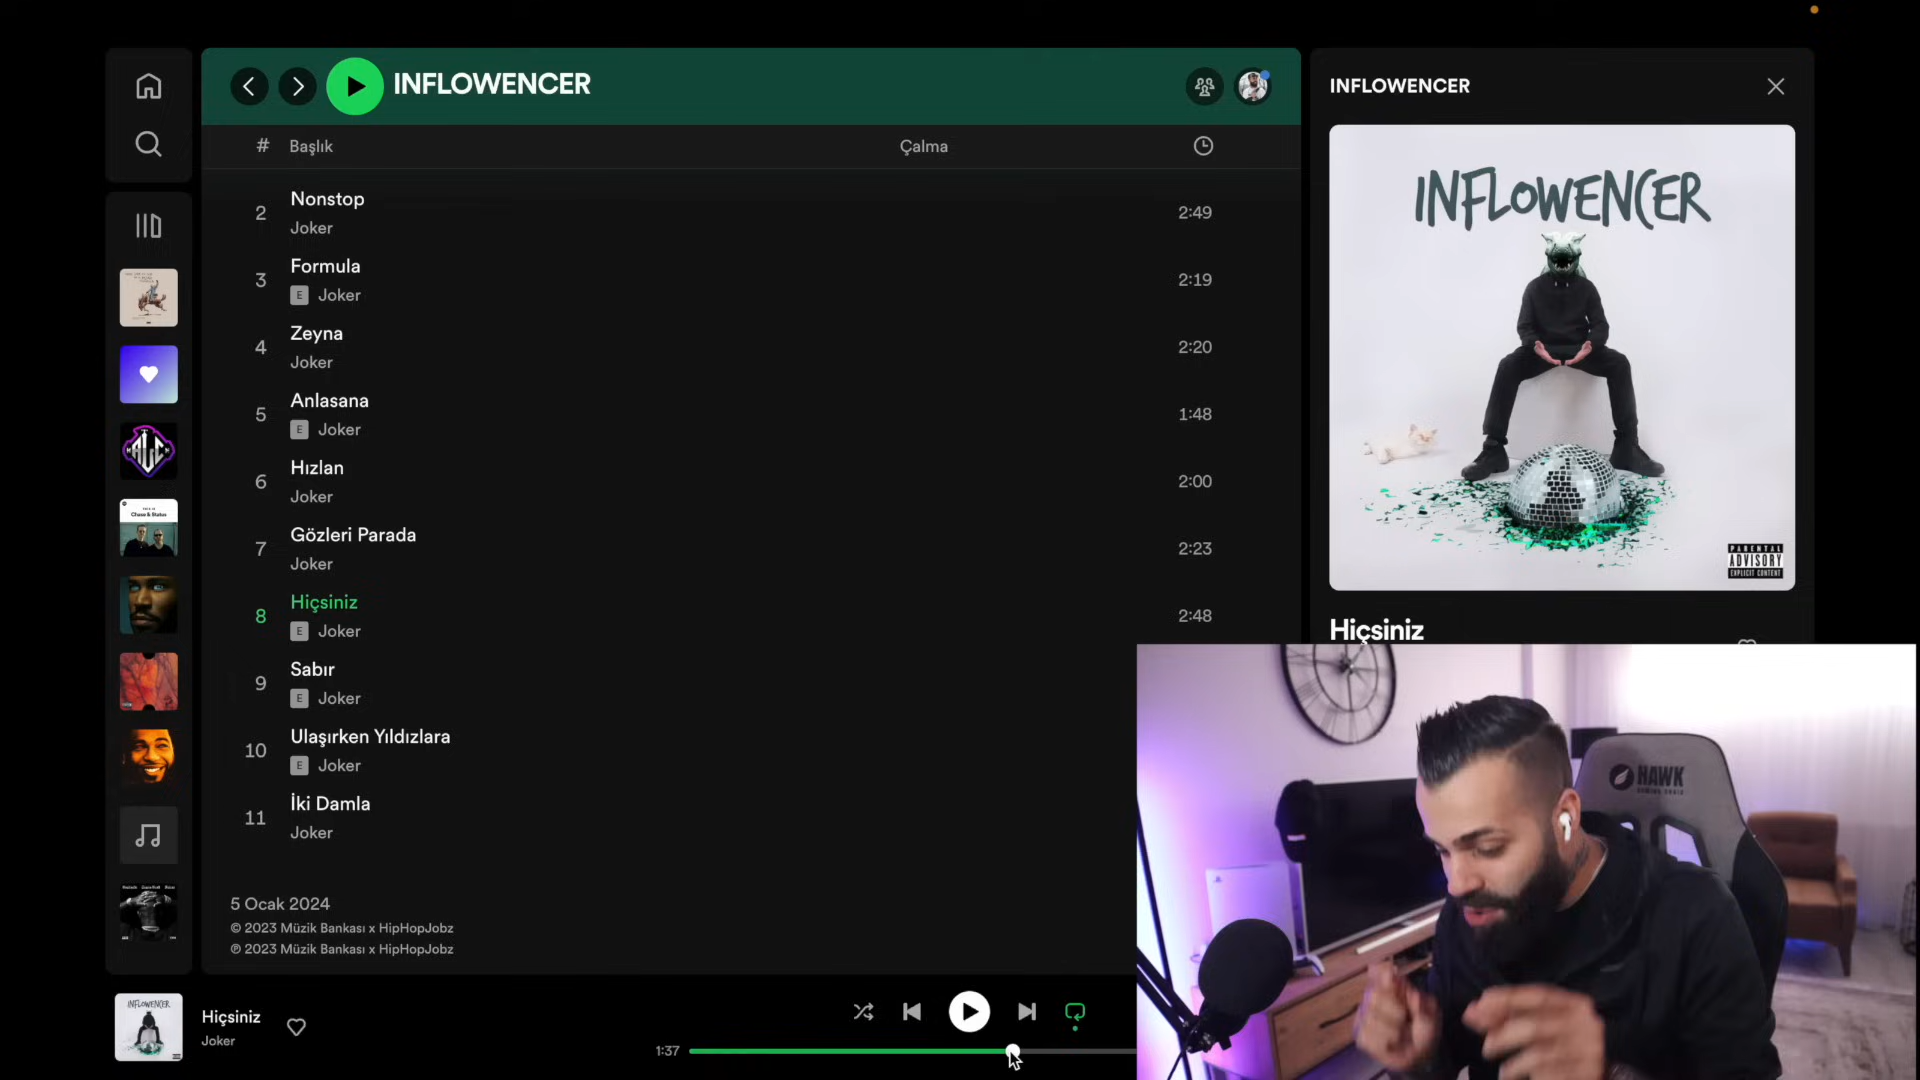 INFLOWENCER
# Başlık Çalma
2 Nonstop 2:49
Joker
3 Formula 2:19
E Joker
4 Zeyna 2:20
Joker
5 Anlasana 1:48
E Joker
6 Hızlan 2:00
Joker
7 Gözleri Parada 2:23
Joker
8 Hiçsiniz 2:48
E Joker
9 Sabır
E Joker
10 Ulaşırken Yıldızlara
E Joker
11 İki Damla
Joker
5 Ocak 2024
© 2023 Müzik Bankası x HipHopJobz
℗ 2023 Müzik Bankası x HipHopJobz
INFLOWENCER
INFLOWENCER
PARENTAL
ADVISORY
EXPLICIT CONTENT
Hiçsiniz
HAWK
Chase & Status
INFLOWENCER
Hiçsiniz
Joker
1:37